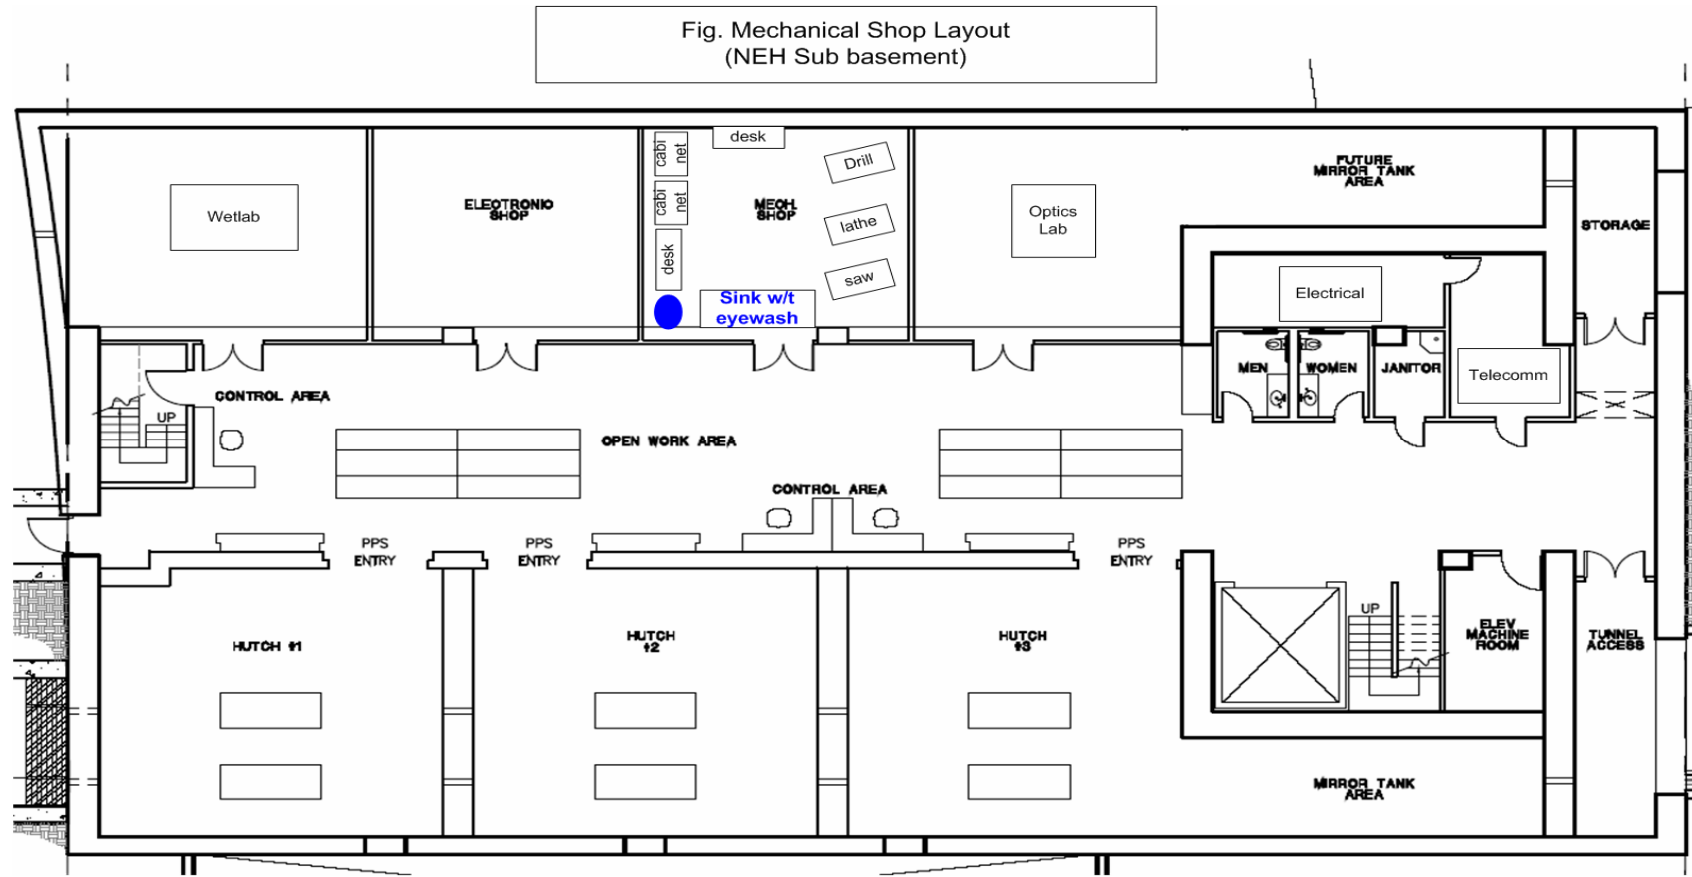 Fig. Mechanical Shop Layout
(NEH Sub basement)
desk
cabi
net
Drill
FUTURE
MIRROR TANK
AREA
cabi
net
Wetlab
ELECTRONIC
SHOP
MECH.
SHOP
lathe
Optics
Lab
STORAGE
desk
saw
Electrical
Sink w/t
eyewash
MEN
WOMEN
JANITOR
Telecomm
CONTROL AREA
UP
OPEN WORK AREA
CONTROL AREA
PPS
ENTRY
PPS
ENTRY
PPS
ENTRY
UP
HUTCH #1
HUTCH
#2
HUTCH
#3
ELEV
MACHINE
ROOM
TUNNEL
ACCESS
MIRROR TANK
AREA